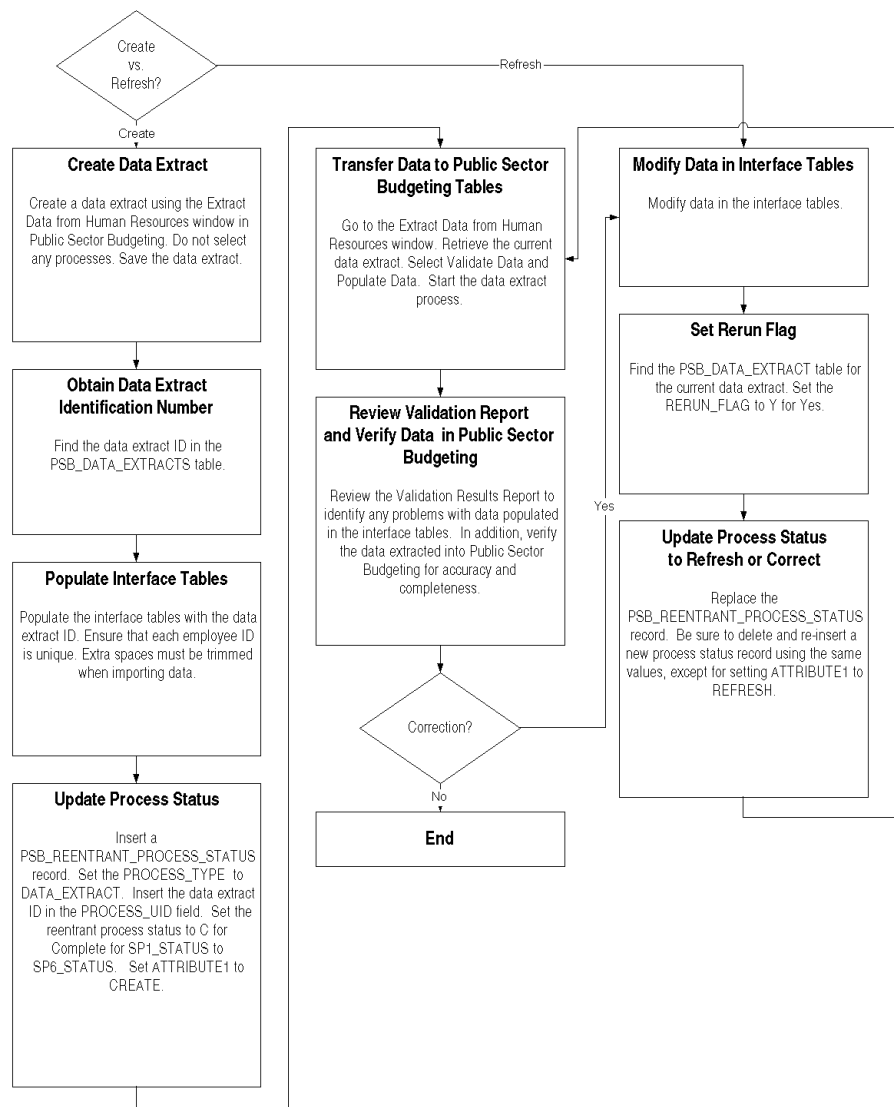 Create
vs.
Refresh?
Refresh
Create
Create Data Extract
Create a data extract using the Extract
Data from Human Resources window in
Public Sector Budgeting. Do not select
any processes. Save the data extract.
Obtain Data Extract
Identification Number
Find the data extract ID in the
PSB_DATA_EXTRACTS table.
Populate Interface Tables
Populate the interface tables with the data
extract ID. Ensure that each employee ID
is unique. Extra spaces must be trimmed
when importing data.
Update Process Status
Insert a
PSB_REENTRANT_PROCESS_STATUS
record. Set the PROCESS_TYPE to
DATA_EXTRACT. Insert the data extract
ID in the PROCESS_UID field. Set the
reentrant process status to C for
Complete for SP1_STATUS to
SP6_STATUS. Set ATTRIBUTE1 to
CREATE.
Transfer Data to Public Sector
Budgeting Tables
Go to the Extract Data from Human
Resources window. Retrieve the current
data extract. Select Validate Data and
Populate Data. Start the data extract
process.
Review Validation Report
and Verify Data in Public Sector
Budgeting
Review the Validation Results Report to
identify any problems with data populated
in the interface tables. In addition, verify
the data extracted into Public Sector
Budgeting for accuracy and
completeness.
Correction?
Yes
No
End
Modify Data in Interface Tables
Modify data in the interface tables.
Set Rerun Flag
Find the PSB_DATA_EXTRACT table for
the current data extract. Set the
RERUN_FLAG to Y for Yes.
Update Process Status
to Refresh or Correct
Replace the
PSB_REENTRANT_PROCESS_STATUS
record. Be sure to delete and re-insert a
new process status record using the same
values, except for setting ATTRIBUTE1 to
REFRESH.